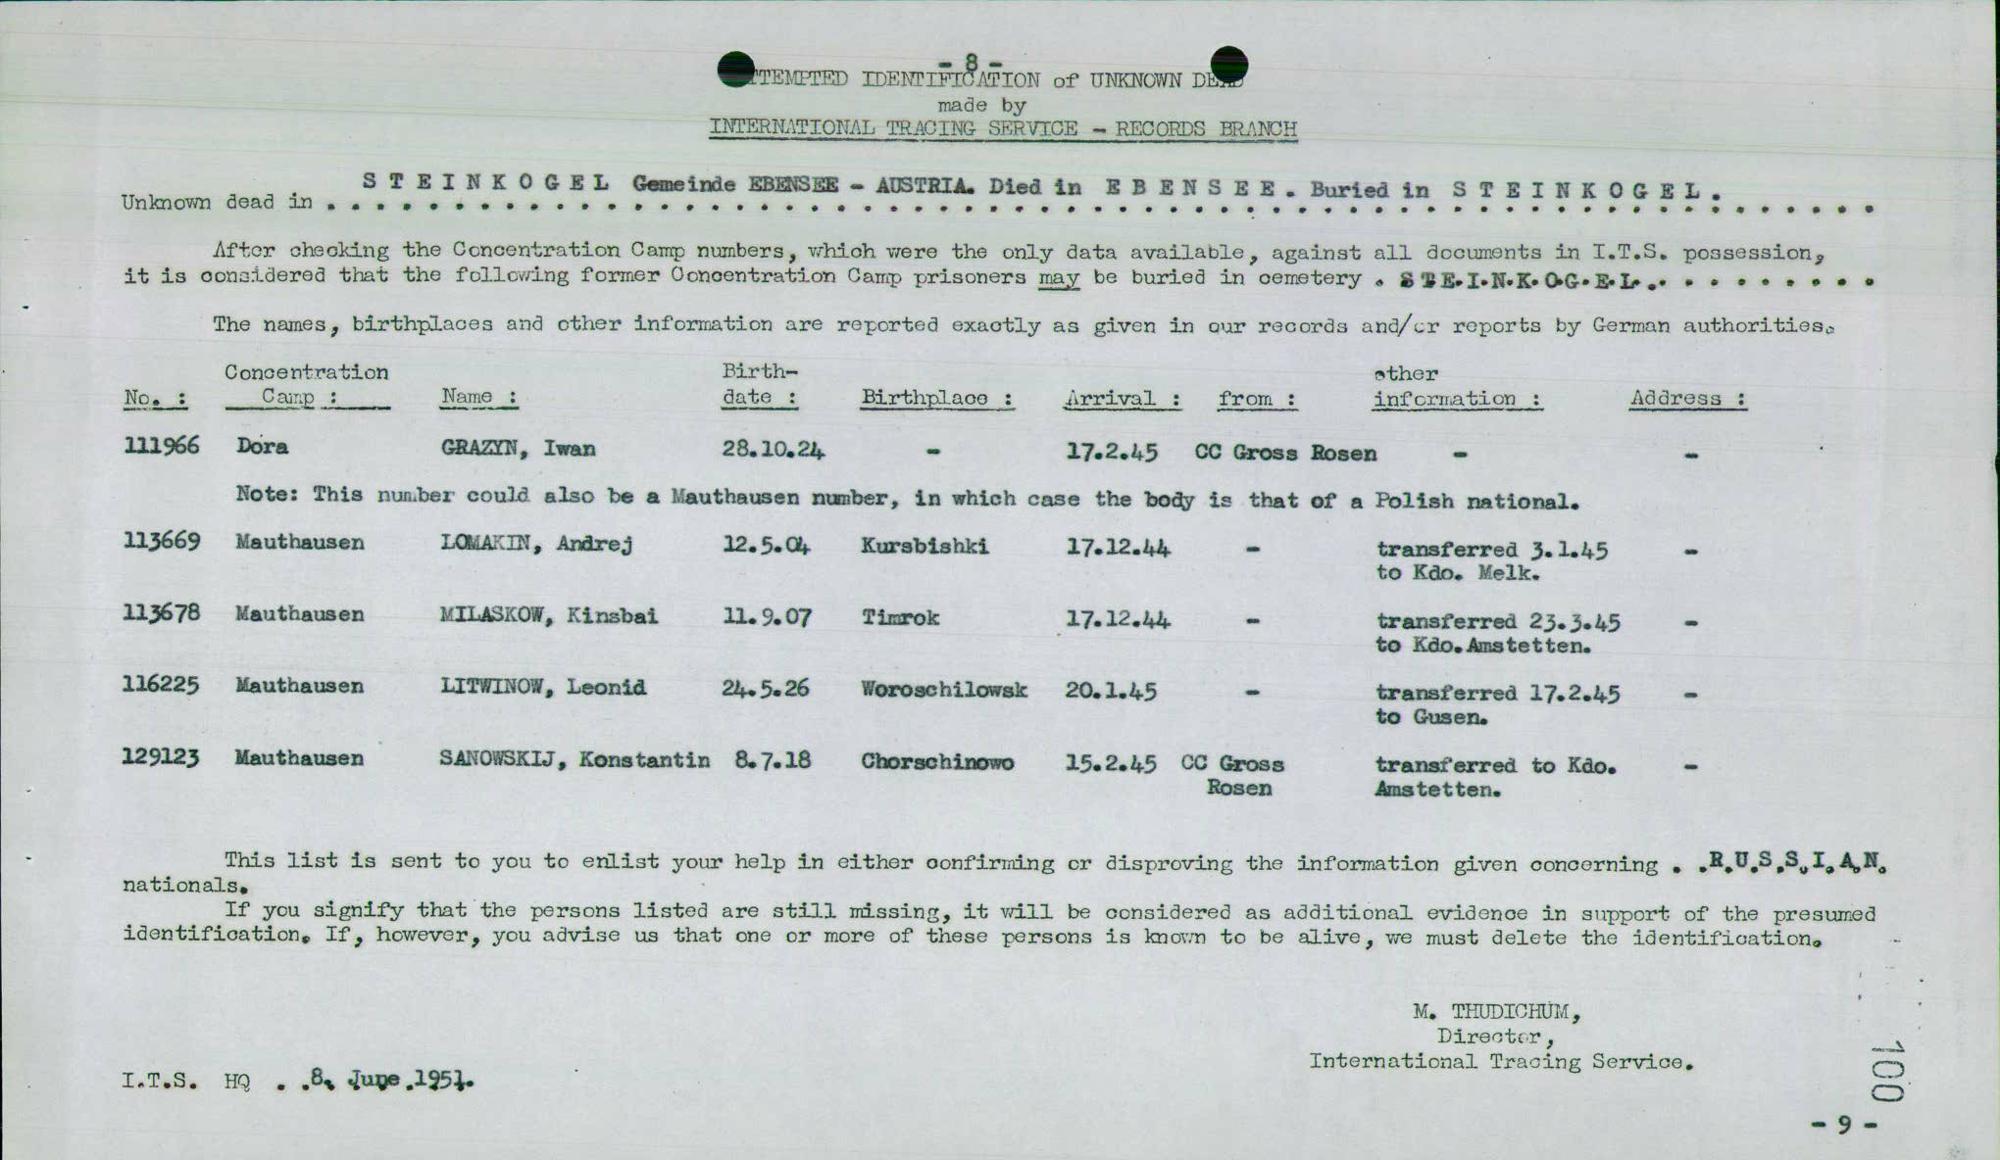 - 8 -
ATTEMPTED IDENTIFICATION of UNKNOWN DEAD
made by
INTERNATIONAL TRACING SERVICE - RECORDS BRANCH
Unknown dead in S T E I N K O G E L Gemeinde EBENSEE - AUSTRIA. Died in E B E N S E E. Buried in S T E I N K O G E L.
After checking the Concentration Camp numbers, which were the only data available, against all documents in I.T.S. possession,
it is considered that the following former Concentration Camp prisoners may be buried in cemetery . S T E.I.N.K.O.G.E.L. . . . . . . . . .
The names, birthplaces and other information are reported exactly as given in our records and/or reports by German authorities.
No. : Concentration Camp : Name : Birth-date : Birthplace : Arrival : from : other information : Address :
111966 Dora GRAZYN, Iwan 28.10.24 - 17.2.45 CC Gross Rosen - -
Note: This number could also be a Mauthausen number, in which case the body is that of a Polish national.
113669 Mauthausen LOMAKIN, Andrej 12.5.04 Kursbishki 17.12.44 - transferred 3.1.45 -
to Kdo. Melk.
113678 Mauthausen MILASKOW, Kinsbai 11.9.07 Timrok 17.12.44 - transferred 23.3.45 -
to Kdo.Amstetten.
116225 Mauthausen LITWINOW, Leonid 24.5.26 Woroschilowsk 20.1.45 - transferred 17.2.45 -
to Gusen.
129123 Mauthausen SANOWSKIJ, Konstantin 8.7.18 Chorschinowo 15.2.45 CC Gross transferred to Kdo. -
Rosen Amstetten.
This list is sent to you to enlist your help in either confirming or disproving the information given concerning . .R.U.S.S.I.A.N.
nationals.
If you signify that the persons listed are still missing, it will be considered as additional evidence in support of the presumed
identification. If, however, you advise us that one or more of these persons is known to be alive, we must delete the identification.
M. THUDICHUM,
Director,
International Tracing Service.
I.T.S. HQ . .8. June .1951.
100
- 9 -